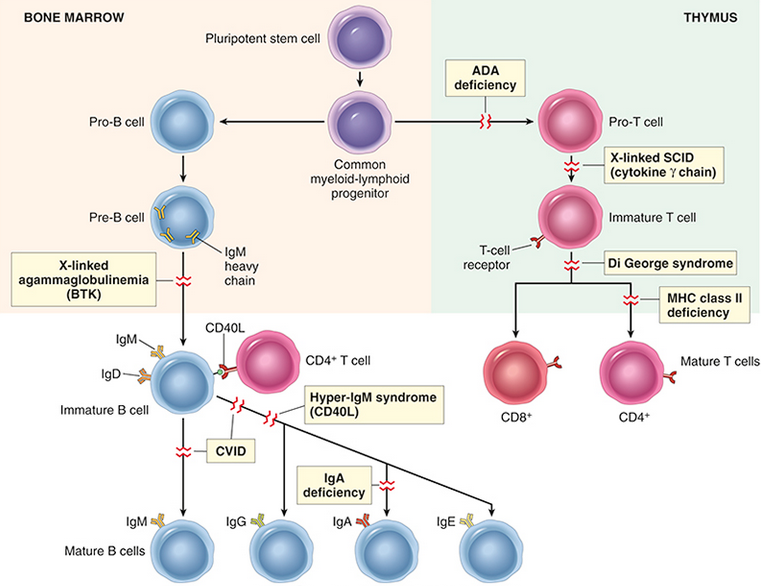 BONE MARROW
THYMUS
Pluripotent stem cell
ADA
deficiency
Pro-B cell
Common
myeloid-lymphoid
progenitor
Pro-T cell
X-linked SCID
(cytokine γ chain)
Pre-B cell
IgM
heavy
chain
Immature T cell
T-cell
receptor
X-linked
agammaglobulinemia
(BTK)
Di George syndrome
MHC class II
deficiency
CD40L
IgM
CD4+ T cell
IgD
Immature B cell
Mature T cells
CD8+
CD4+
Hyper-IgM syndrome
(CD40L)
CVID
IgA
deficiency
IgM
IgG
IgA
IgE
Mature B cells